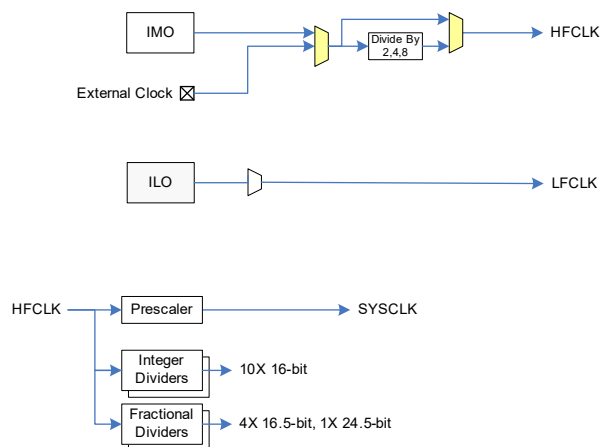 IMO
External Clock
Divide By
2,4,8
HFCLK
ILO
LFCLK
HFCLK
Prescaler
SYSCLK
Integer
Dividers
10X 16-bit
Fractional
Dividers
4X 16.5-bit, 1X 24.5-bit